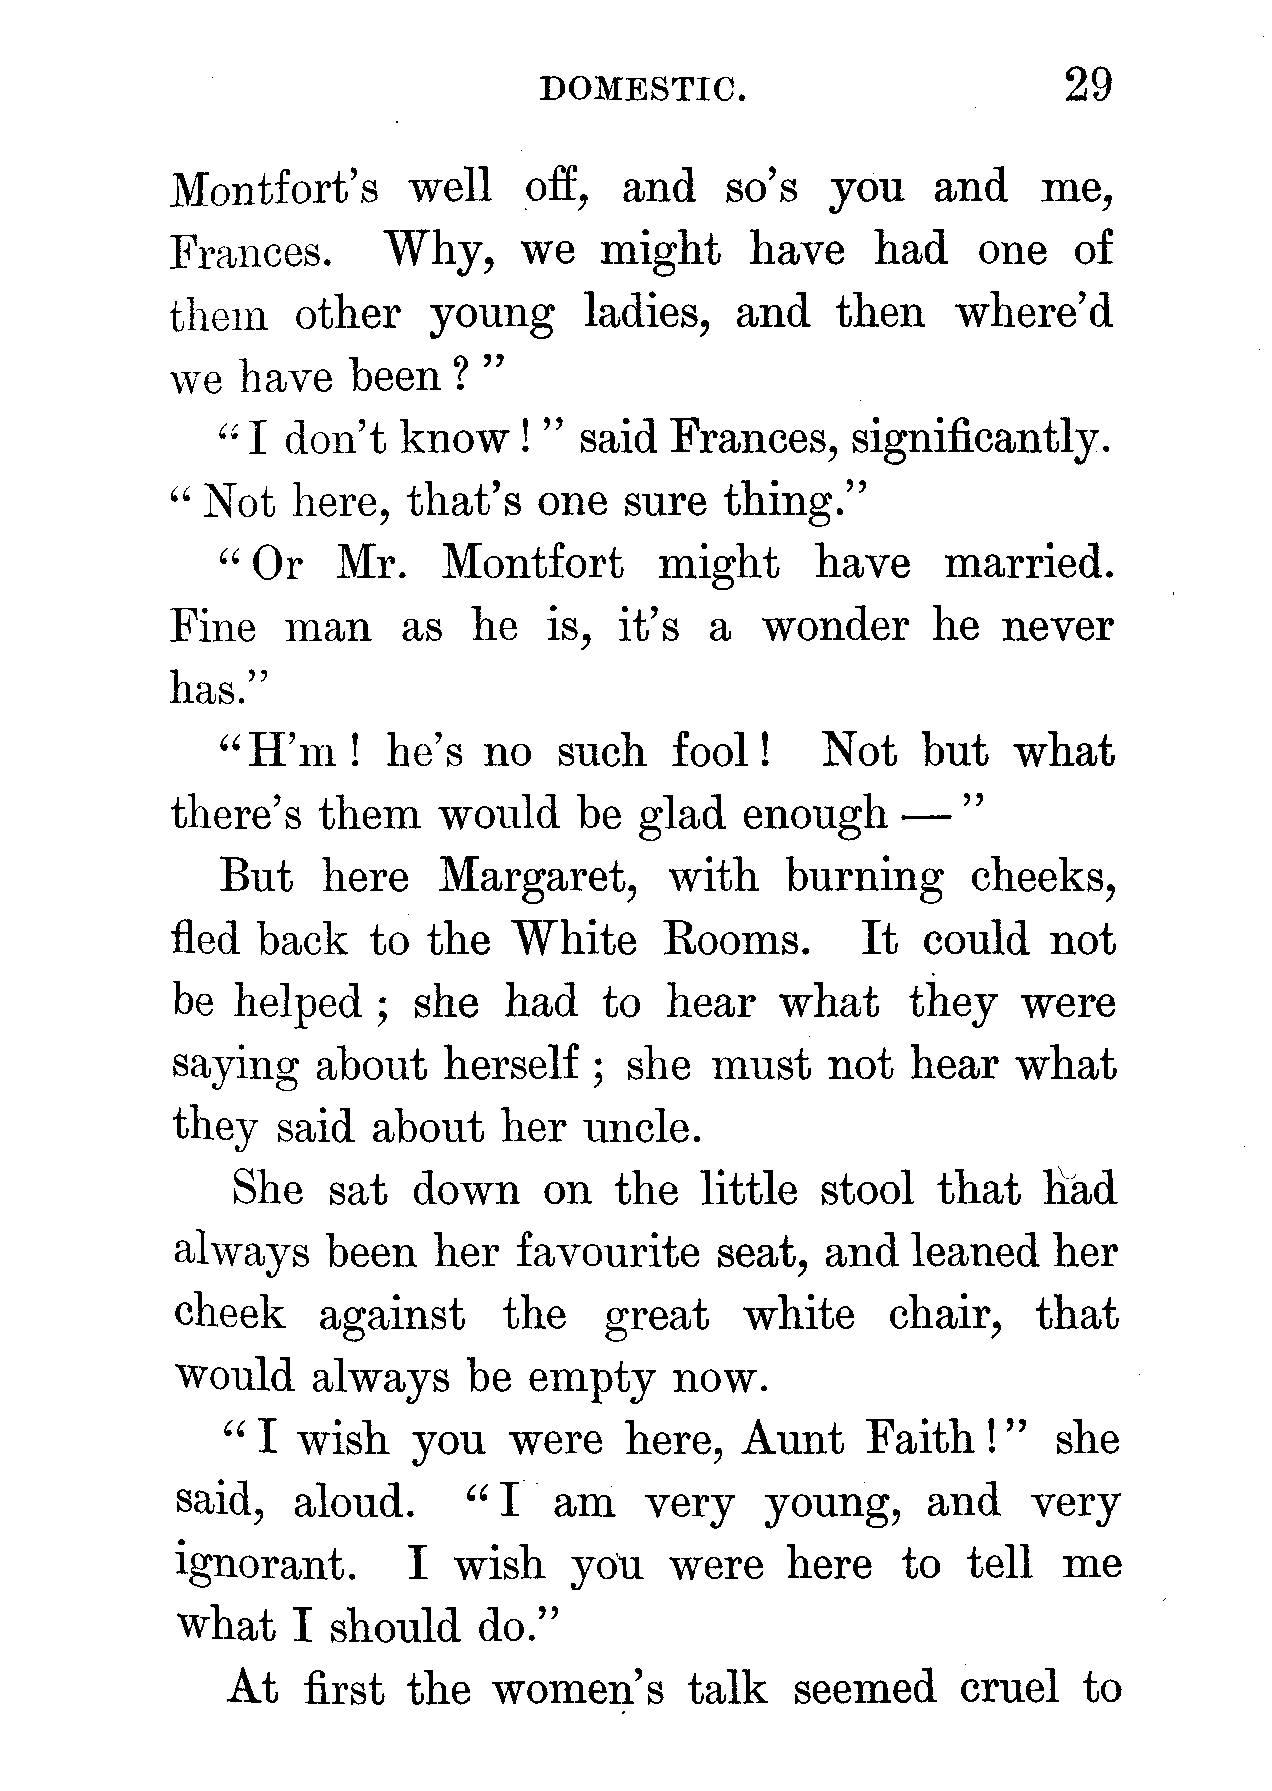 DOMESTIC. 29
Montfort's well off, and so's you and me,
Frances. Why, we might have had one of
them other young ladies, and then where'd
we have been ? "
" I don't know ! " said Frances, significantly.
" Not here, that's one sure thing."
" Or Mr. Montfort might have married.
Fine man as he is, it's a wonder he never
has."
" H'm ! he's no such fool ! Not but what
there's them would be glad enough — "
But here Margaret, with burning cheeks,
fled back to the White Rooms. It could not
be helped ; she had to hear what they were
saying about herself ; she must not hear what
they said about her uncle.
She sat down on the little stool that had
always been her favourite seat, and leaned her
cheek against the great white chair, that
would always be empty now.
" I wish you were here, Aunt Faith ! " she
said, aloud. " I am very young, and very
ignorant. I wish you were here to tell me
what I should do."
At first the women's talk seemed cruel to